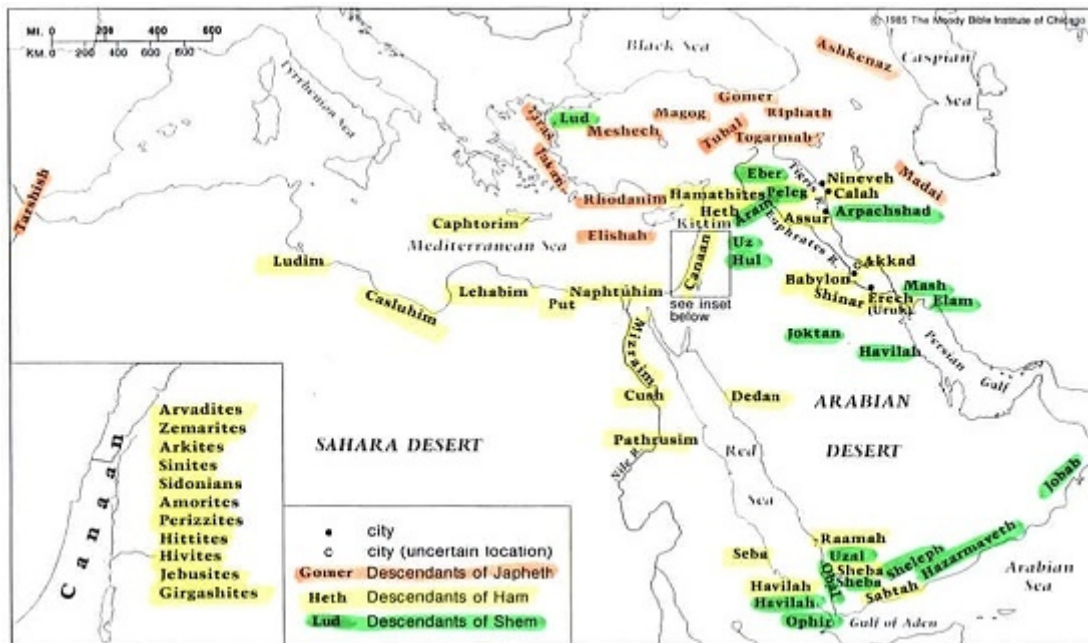 © 1985 The Moody Bible Institute of Chicago
MI. 0 200 400 600
KM. 0 200 400 600 800
Black Sea
Ashkenaz
Caspian
Sea
Tyrrhenian Sea
Gomer
Magog
Riphath
Lud
Meshech
Tiras
Tubal
Togarmah
Javan
Eber
Nineveh
Madai
Tarshish
Rhodanim
Hamathites
Peleg
Tigris R.
Calah
Caphtorim
Heth
Aram
Assur
Arpachshad
Kittim
Mediterranean Sea
Elishah
Uz
Euphrates R.
Ludim
Hul
Canaan
Akkad
Babylon
Casluhim
Lehabim
Put
Naphtuhim
Shinar
Erech
(Uruk)
Mash
Elam
see inset
below
Joktan
Havilah
Persian
Gulf
Mizraim
Cush
Dedan
ARABIAN
SAHARA DESERT
Pathrusim
Red
DESERT
Nile R.
Sea
Jobab
Raamah
Seba
Uzal
Sheleph
Hazarmaveth
Sheba
Obal
Sheba
Arabian
Sea
Havilah
Sabtah
Havilah
Ophir
Gulf of Aden
Canaan
Arvadites
Zemarites
Arkites
Sinites
Sidonians
Amorites
Perizzites
Hittites
Hivites
Jebusites
Girgashites
• city
c city (uncertain location)
Gomer Descendants of Japheth
Heth Descendants of Ham
Lud Descendants of Shem